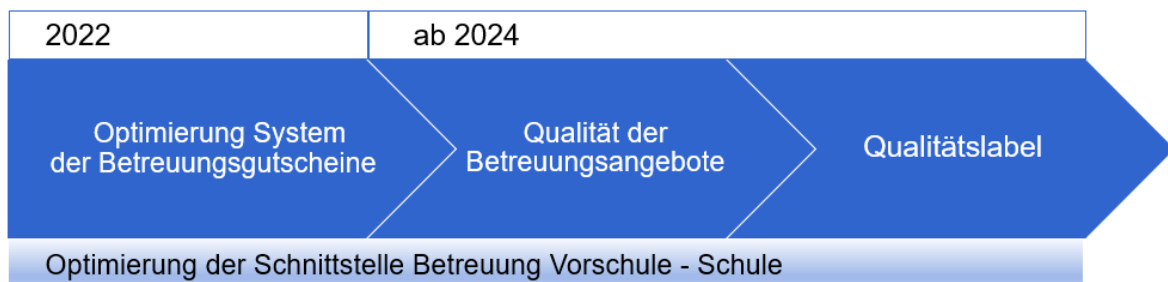 2022
ab 2024
Optimierung System
der Betreuungsgutscheine
Qualität der
Betreuungsangebote
Qualitätslabel
Optimierung der Schnittstelle Betreuung Vorschule - Schule